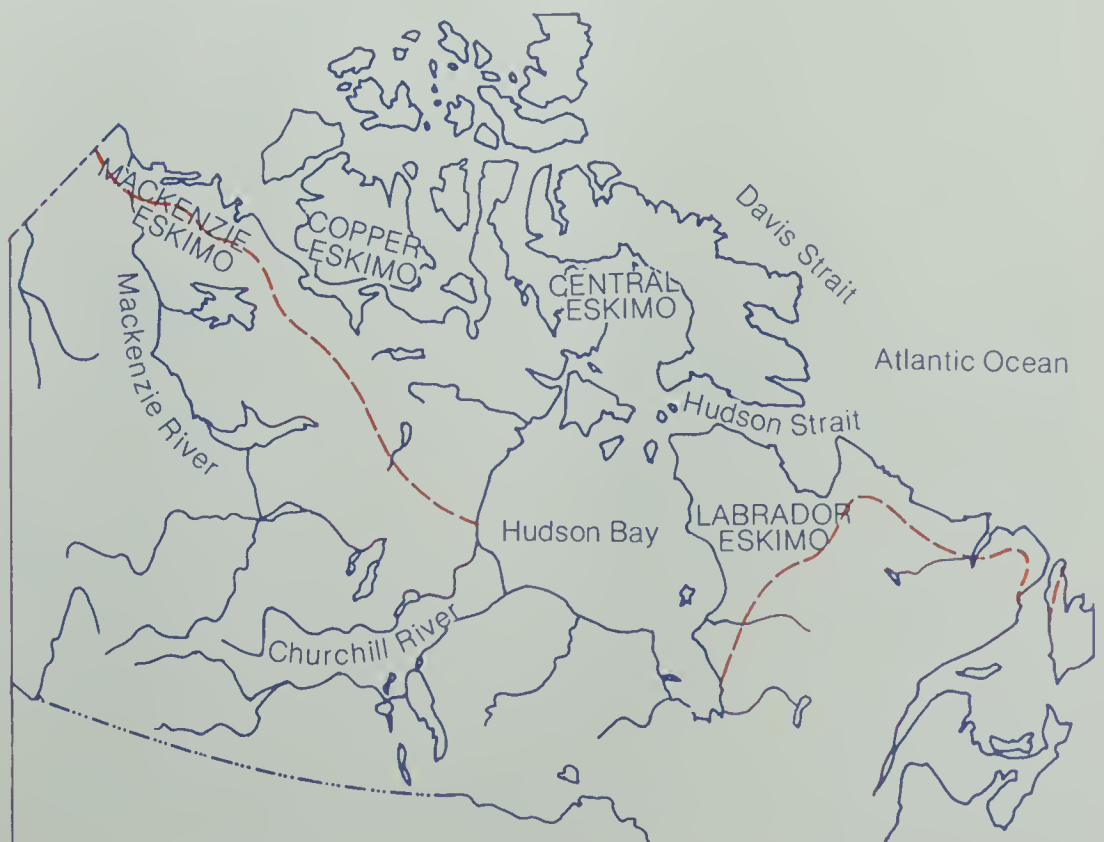 MACKENZIE
ESKIMO
COPPER
ESKIMO
Davis Strait
CENTRAL
ESKIMO
Mackenzie River
Atlantic Ocean
Hudson Strait
Hudson Bay
LABRADOR
ESKIMO
Churchill River